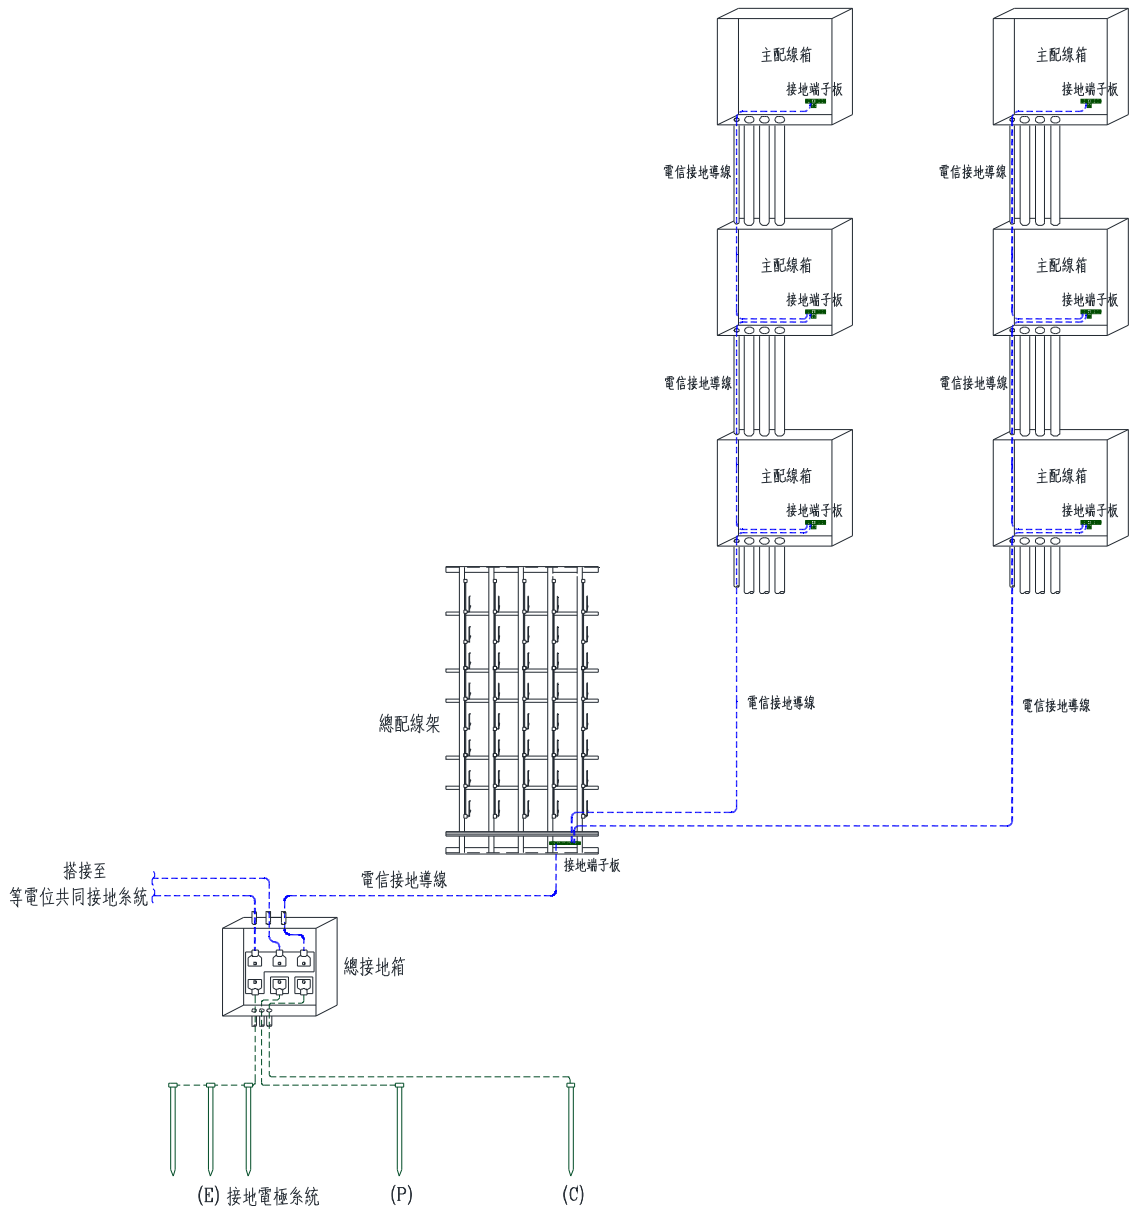 主配線箱
主配線箱
接地端子板
接地端子板
電信接地導線
電信接地導線
主配線箱
主配線箱
接地端子板
接地端子板
電信接地導線
電信接地導線
主配線箱
主配線箱
接地端子板
接地端子板
電信接地導線
電信接地導線
總配線架
接地端子板
搭接至
等電位共同接地系統
電信接地導線
總接地箱
(E) 接地電極系統
(P)
(C)